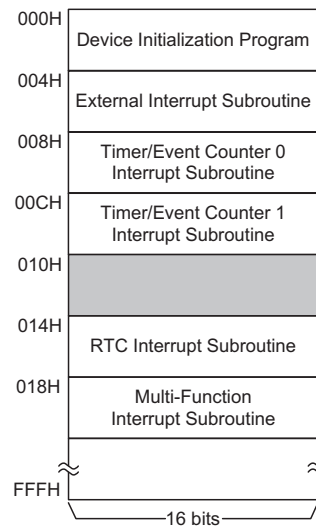 000H
Device Initialization Program
004H
External Interrupt Subroutine
008H
Timer/Event Counter 0
Interrupt Subroutine
00CH
Timer/Event Counter 1
Interrupt Subroutine
010H
014H
RTC Interrupt Subroutine
018H
Multi-Function
Interrupt Subroutine
FFFH
16 bits